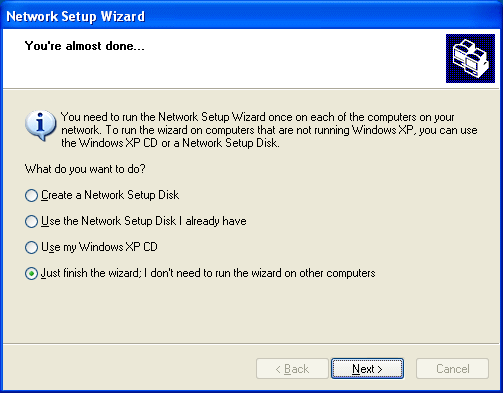 Network Setup Wizard
You're almost done...
You need to run the Network Setup Wizard once on each of the computers on your
network. To run the wizard on computers that are not running Windows XP, you can use
the Windows XP CD or a Network Setup Disk.
What do you want to do?
Create a Network Setup Disk
Use the Network Setup Disk I already have
Use my Windows XP CD
Just finish the wizard; I don't need to run the wizard on other computers
< Back
Next >
Cancel